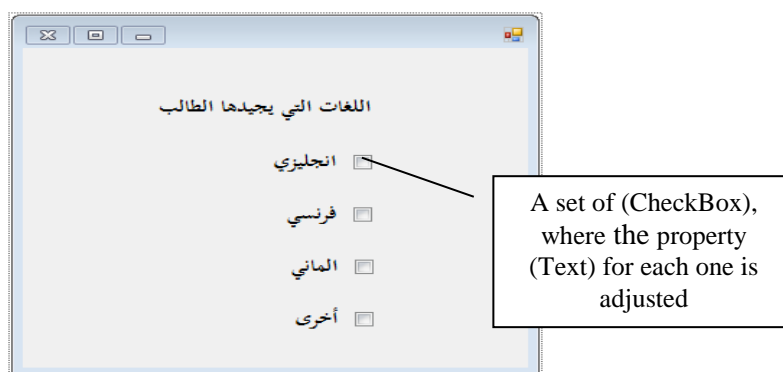 اللغات التي يجيدها الطالب
انجليزي
فرنسي
الماني
أخرى
A set of (CheckBox),
where the property
(Text) for each one is
adjusted